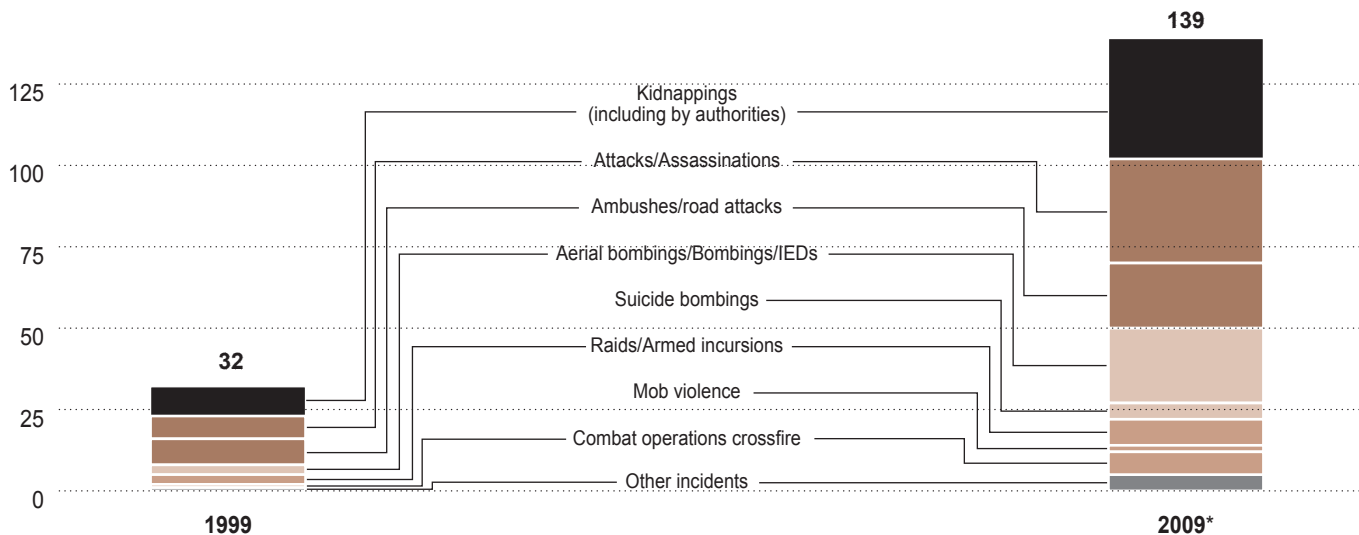 139
125
Kidnappings
(including by authorities)
Attacks/Assassinations
100
Ambushes/road attacks
75
Aerial bombings/Bombings/IEDs
Suicide bombings
50
Raids/Armed incursions
32
Mob violence
25
Combat operations crossfire
Other incidents
0
1999
2009*